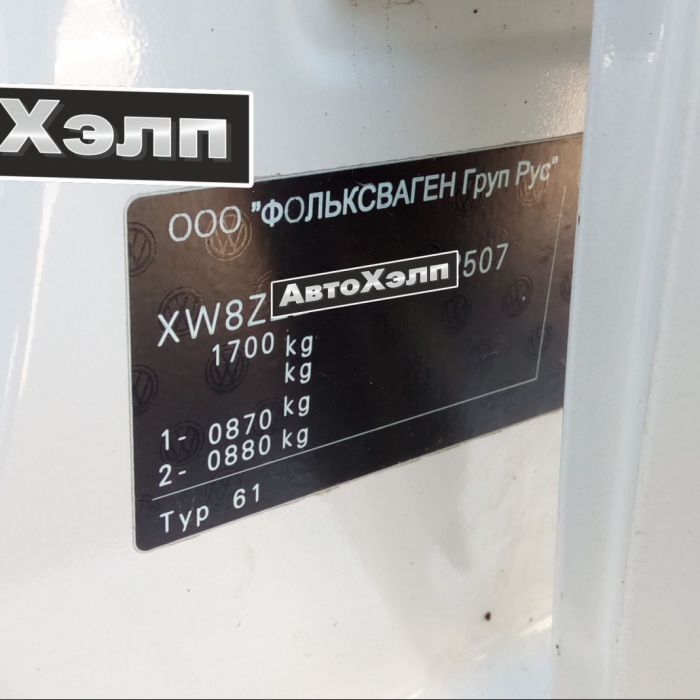 Хэлп
ООО "ФОЛЬКСВАГЕН Груп Рус"
XW8Z
АвтоХэлп
507
1700 kg
kg
1- 0870 kg
2- 0880 kg
Typ 61